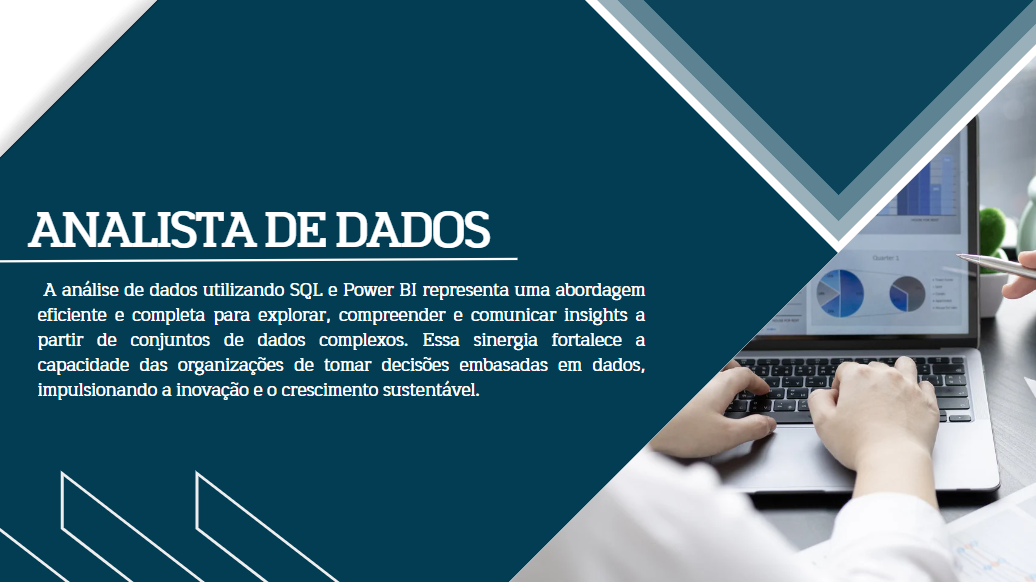 ANALISTA DE DADOS
A análise de dados utilizando SQL e Power BI representa uma abordagem
eficiente e completa para explorar, compreender e comunicar insights a
partir de conjuntos de dados complexos. Essa sinergia fortalece a
capacidade das organizações de tomar decisões embasadas em dados,
impulsionando a inovação e o crescimento sustentável.
Quarter 1